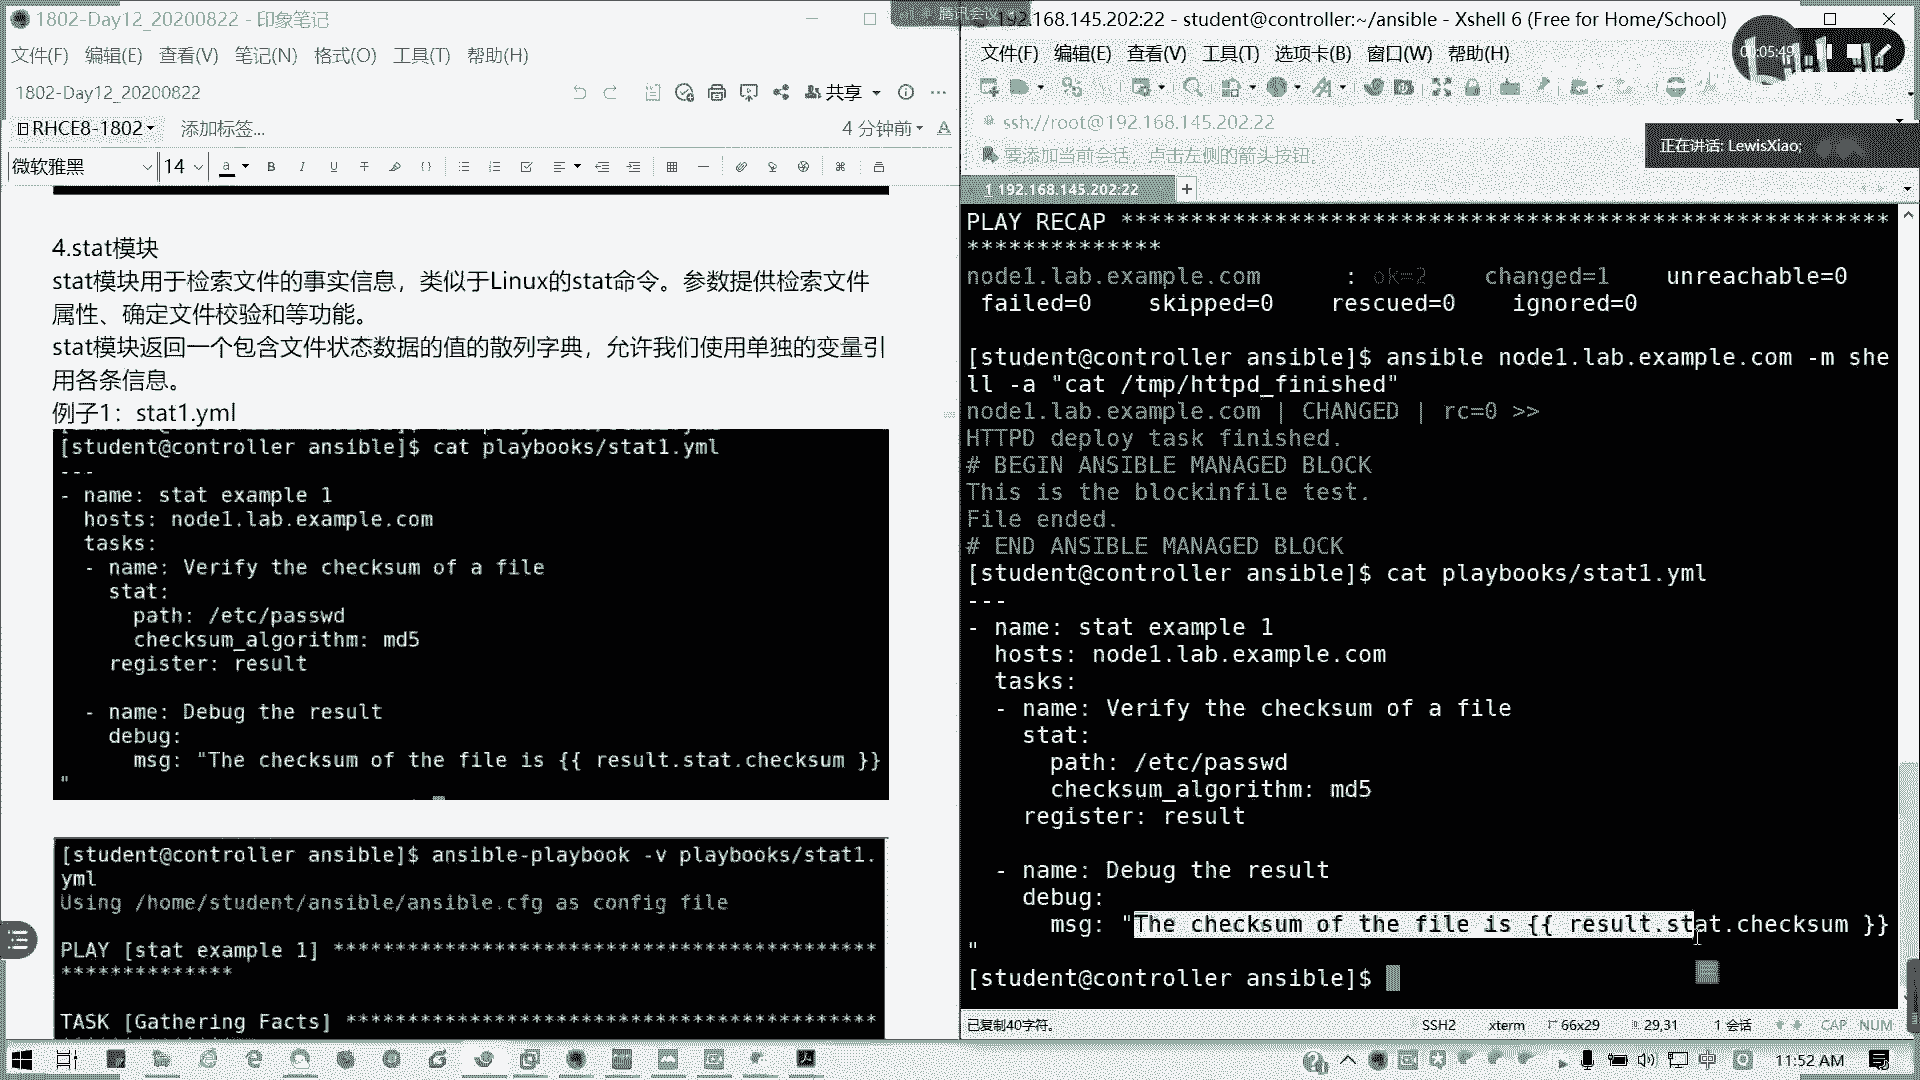 1802-Day12_20200822 - 印象笔记
文件(F) 编辑(E) 查看(V) 笔记(N) 格式(O) 工具(T) 帮助(H)
1802-Day12_20200822
共享
RHCE8-1802
添加标签...
4 分钟前
微软雅黑
14
4.stat模块
stat模块用于检索文件的事实信息，类似于Linux的stat命令。参数提供检索文件
属性、确定文件校验和等功能。
stat模块返回一个包含文件状态数据的值的散列字典，允许我们使用单独的变量引
用各条信息。
例子1：stat1.yml
[student@controller ansible]$ cat playbooks/stat1.yml
---
- name: stat example 1
hosts: node1.lab.example.com
tasks:
- name: Verify the checksum of a file
stat:
path: /etc/passwd
checksum_algorithm: md5
register: result
- name: Debug the result
debug:
msg: "The checksum of the file is {{ result.stat.checksum }}
"
[student@controller ansible]$ ansible-playbook -v playbooks/stat1.
yml
Using /home/student/ansible/ansible.cfg as config file
PLAY [stat example 1] ********************************************
**************
TASK [Gathering Facts] *******************************************
腾讯会议
192.168.145.202:22 - student@controller:~/ansible - Xshell 6 (Free for Home/School)
文件(F) 编辑(E) 查看(V) 工具(T) 选项卡(B) 窗口(W) 帮助(H)
00:05:49
ssh://root@192.168.145.202:22
正在讲话: LewisXiao;
要添加当前会话，点击左侧的箭头按钮。
1 192.168.145.202:22
PLAY RECAP *******************************************************
**************
node1.lab.example.com : ok=2 changed=1 unreachable=0
failed=0 skipped=0 rescued=0 ignored=0
[student@controller ansible]$ ansible node1.lab.example.com -m she
ll -a "cat /tmp/httpd_finished"
node1.lab.example.com | CHANGED | rc=0 >>
HTTPD deploy task finished.
# BEGIN ANSIBLE MANAGED BLOCK
This is the blockinfile test.
File ended.
# END ANSIBLE MANAGED BLOCK
[student@controller ansible]$ cat playbooks/stat1.yml
---
- name: stat example 1
hosts: node1.lab.example.com
tasks:
- name: Verify the checksum of a file
stat:
path: /etc/passwd
checksum_algorithm: md5
register: result
- name: Debug the result
debug:
msg: "The checksum of the file is {{ result.stat.checksum }}
"
[student@controller ansible]$
已复制40字符。
SSH2 xterm 66x29 29,31 1 会话 CAP NUM
中
11:52 AM